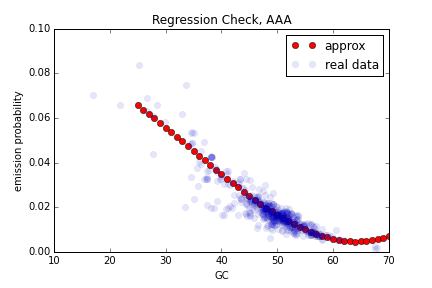 Regression Check, AAA
0.10
0.08
0.06
0.04
0.02
0.00
emission probability
approx
real data
10 20 30 40 50 60 70
GC